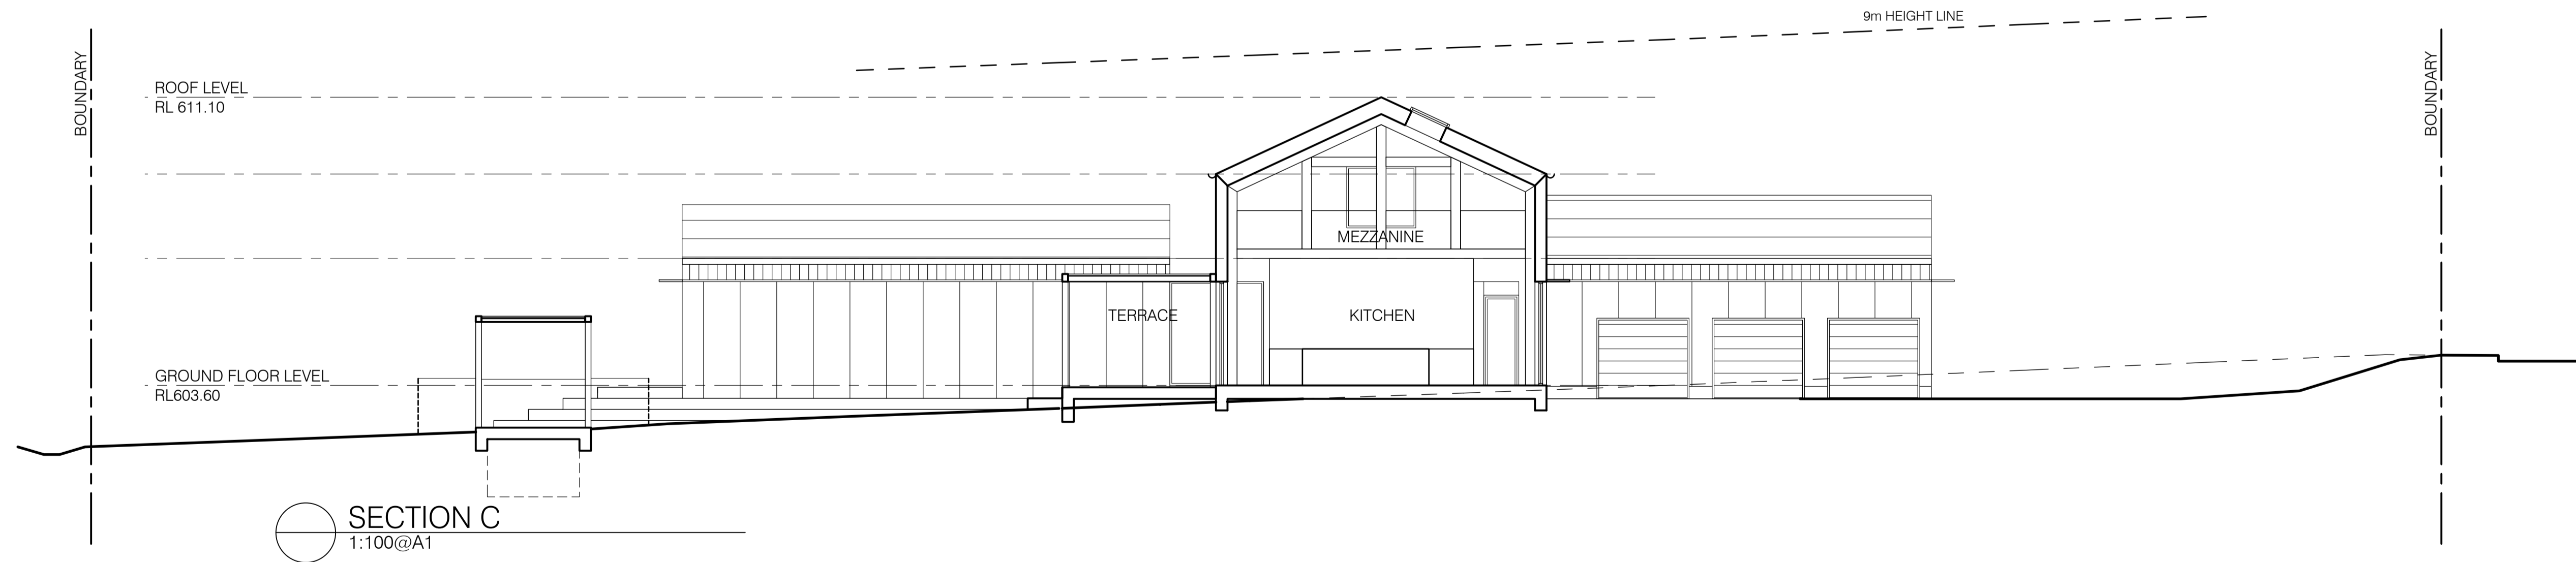 9m HEIGHT LINE
BOUNDARY
BOUNDARY
ROOF LEVEL
RL 611.10
MEZZANINE
TERRACE
KITCHEN
GROUND FLOOR LEVEL
RL603.60
SECTION C
1:100@A1